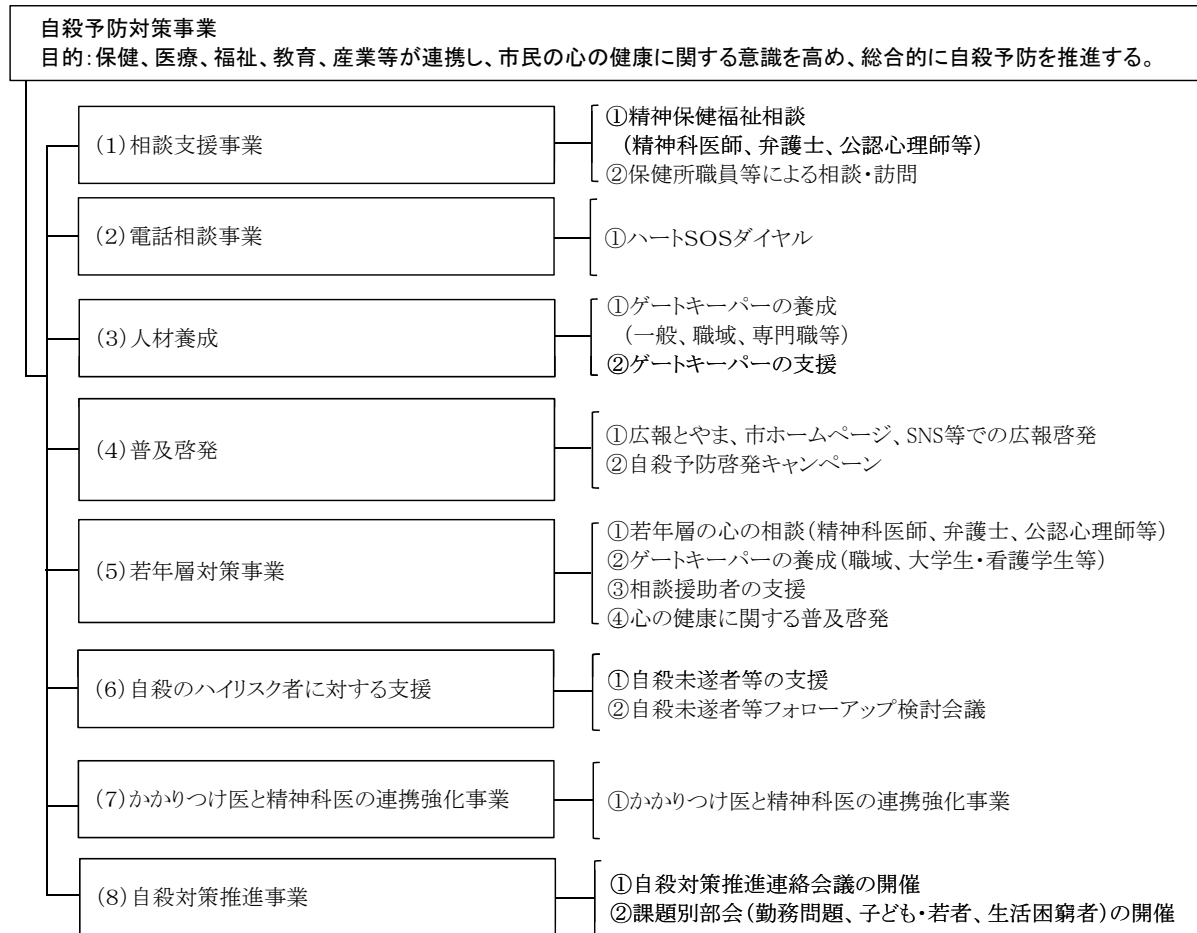 自殺予防対策事業
目的：保健、医療、福祉、教育、産業等が連携し、市民の心の健康に関する意識を高め、総合的に自殺予防を推進する。
（1）相談支援事業
①精神保健福祉相談
（精神科医師、弁護士、公認心理師等）
②保健所職員等による相談・訪問
（2）電話相談事業
①ハートSOSダイヤル
（3）人材養成
①ゲートキーパーの養成
（一般、職域、専門職等）
②ゲートキーパーの支援
（4）普及啓発
①広報とやま、市ホームページ、SNS等での広報啓発
②自殺予防啓発キャンペーン
（5）若年層対策事業
①若年層の心の相談（精神科医師、弁護士、公認心理師等）
②ゲートキーパーの養成（職域、大学生・看護学生等）
③相談援助者の支援
④心の健康に関する普及啓発
（6）自殺のハイリスク者に対する支援
①自殺未遂者等の支援
②自殺未遂者等フォローアップ検討会議
（7）かかりつけ医と精神科医の連携強化事業
①かかりつけ医と精神科医の連携強化事業
（8）自殺対策推進事業
①自殺対策推進連絡会議の開催
②課題別部会（勤務問題、子ども・若者、生活困窮者）の開催